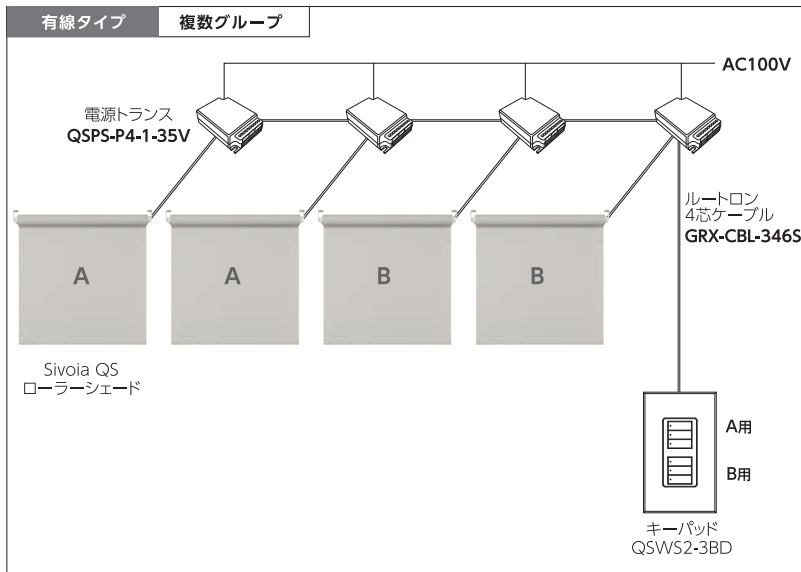 有線タイプ
複数グループ
AC100V
電源トランス
QSPS-P4-1-35V
ルートロン
4芯ケーブル
GRX-CBL-346S
A
A
B
B
Sivoia QS
ローラーシェード
A用
B用
キーパッド
QSWS2-3BD